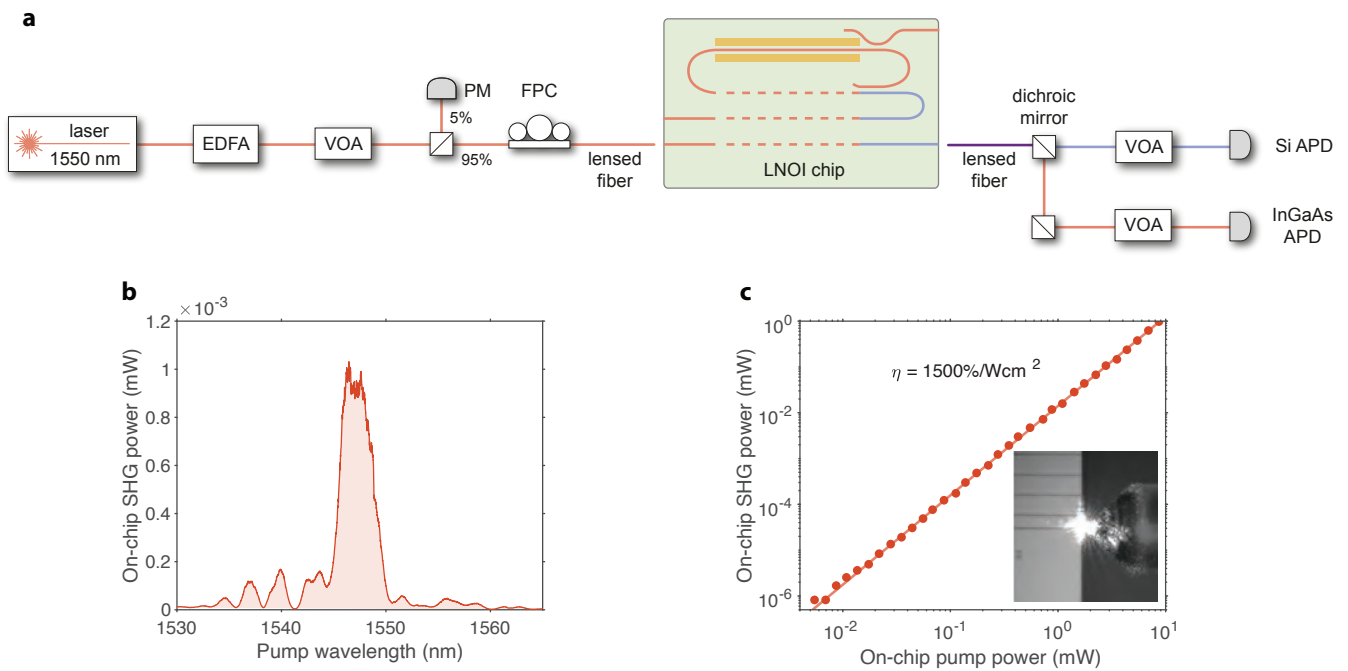 a
laser
1550 nm
EDFA
VOA
PM
5%
95%
FPC
lensed
fiber
LNOI chip
lensed
fiber
dichroic
mirror
VOA
Si APD
VOA
InGaAs
APD
b
× 10⁻³
1.2
1
0.8
0.6
0.4
0.2
0
On-chip SHG power (mW)
1530 1540 1550 1560
Pump wavelength (nm)
c
10⁰
10⁻²
10⁻⁴
10⁻⁶
On-chip SHG power (mW)
η = 1500%/Wcm ²
10⁻² 10⁻¹ 10⁰ 10¹
On-chip pump power (mW)